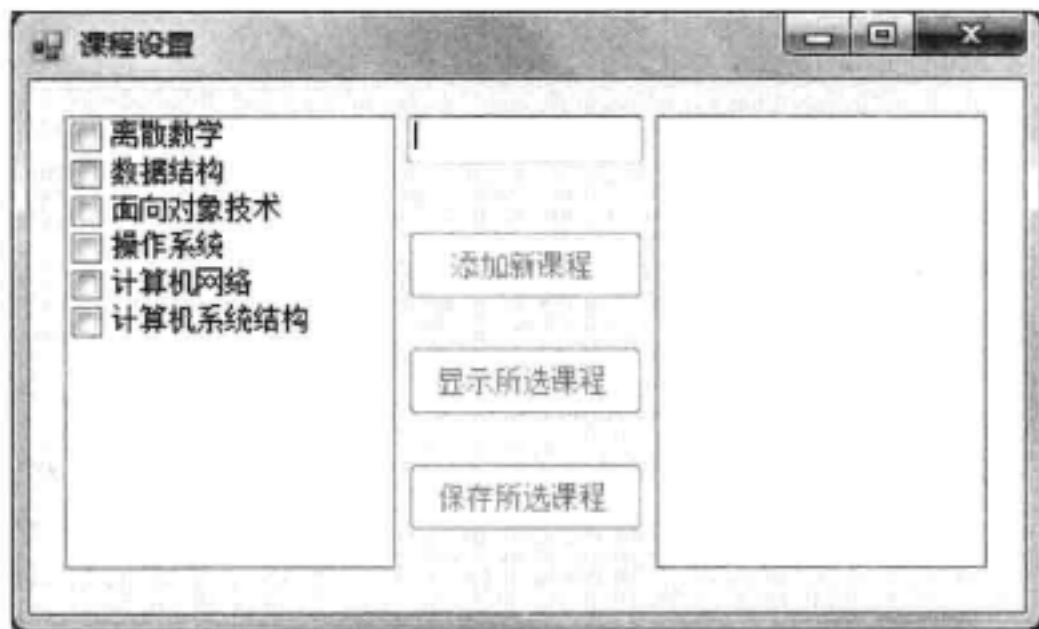 课程设置
离散数学
数据结构
面向对象技术
操作系统
计算机网络
计算机系统结构
添加新课程
显示所选课程
保存所选课程